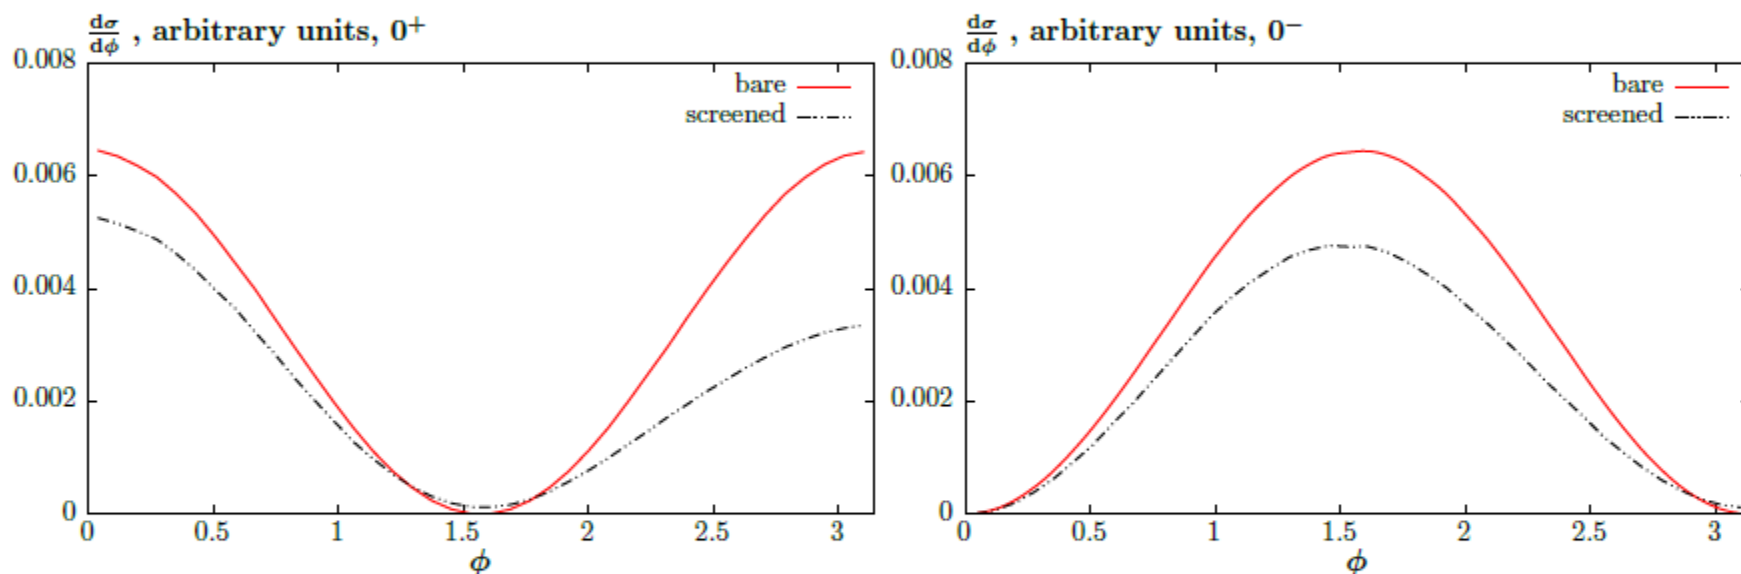 dσ/dϕ , arbitrary units, 0⁺
0.008
0.006
0.004
0.002
0
bare
screened
0 0.5 1 1.5 2 2.5 3
ϕ
dσ/dϕ , arbitrary units, 0⁻
0.008
0.006
0.004
0.002
0
bare
screened
0 0.5 1 1.5 2 2.5 3
ϕ